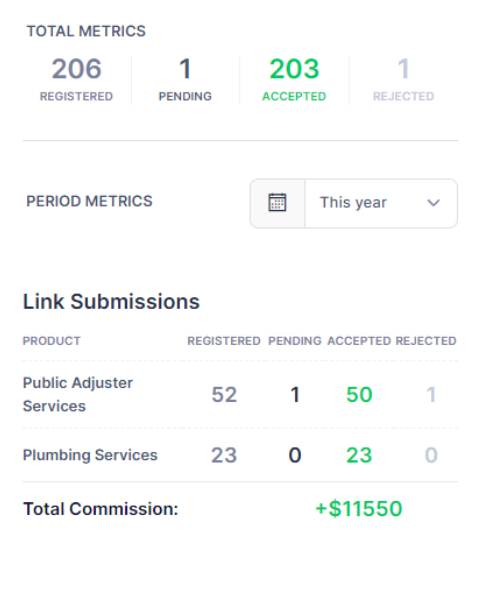 TOTAL METRICS
206 1 203 1
REGISTERED PENDING ACCEPTED REJECTED
PERIOD METRICS This year
Link Submissions
PRODUCT REGISTERED PENDING ACCEPTED REJECTED
Public Adjuster
Services 52 1 50 1
Plumbing Services 23 0 23 0
Total Commission: +$11550